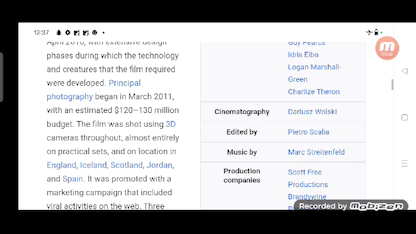 12:37
April 2010, with extensive design
phases during which the technology
and creatures that the film required
were developed. Principal
photography began in March 2011,
with an estimated $120–130 million
budget. The film was shot using 3D
cameras throughout, almost entirely
on practical sets, and on location in
England, Iceland, Scotland, Jordan,
and Spain. It was promoted with a
marketing campaign that included
viral activities on the web. Three
Guy Pearce
Idris Elba
Logan Marshall-
Green
Charlize Theron
Cinematography Dariusz Wolski
Edited by Pietro Scalia
Music by Marc Streitenfeld
Production Scott Free
companies Productions
Brandywine
Recorded by Mobizen